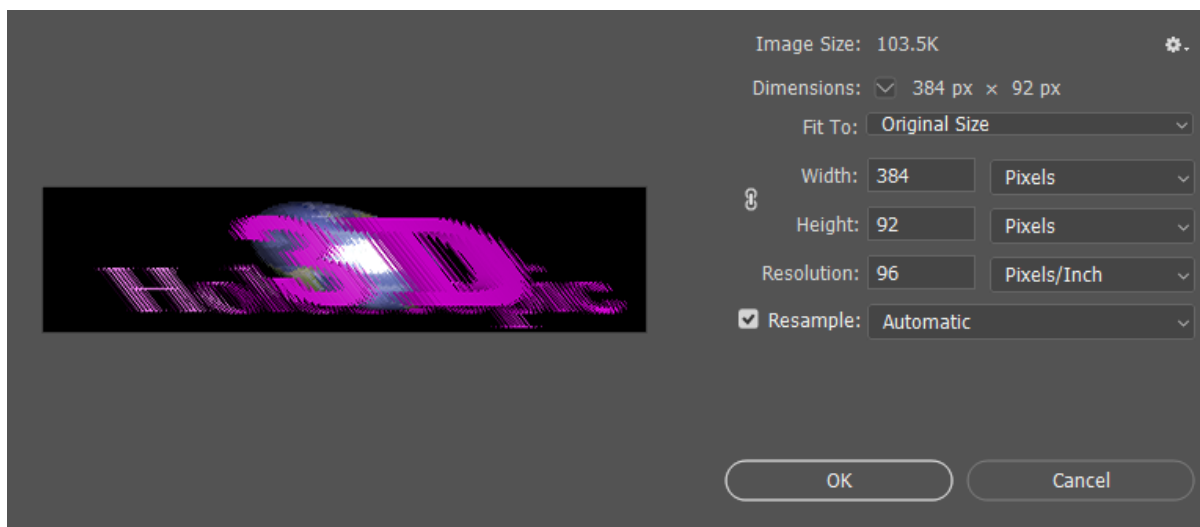 Image Size: 103.5K
Dimensions: 384 px × 92 px
Fit To: Original Size
Width: 384 Pixels
Height: 92 Pixels
Resolution: 96 Pixels/Inch
Resample: Automatic
3D
OK Cancel